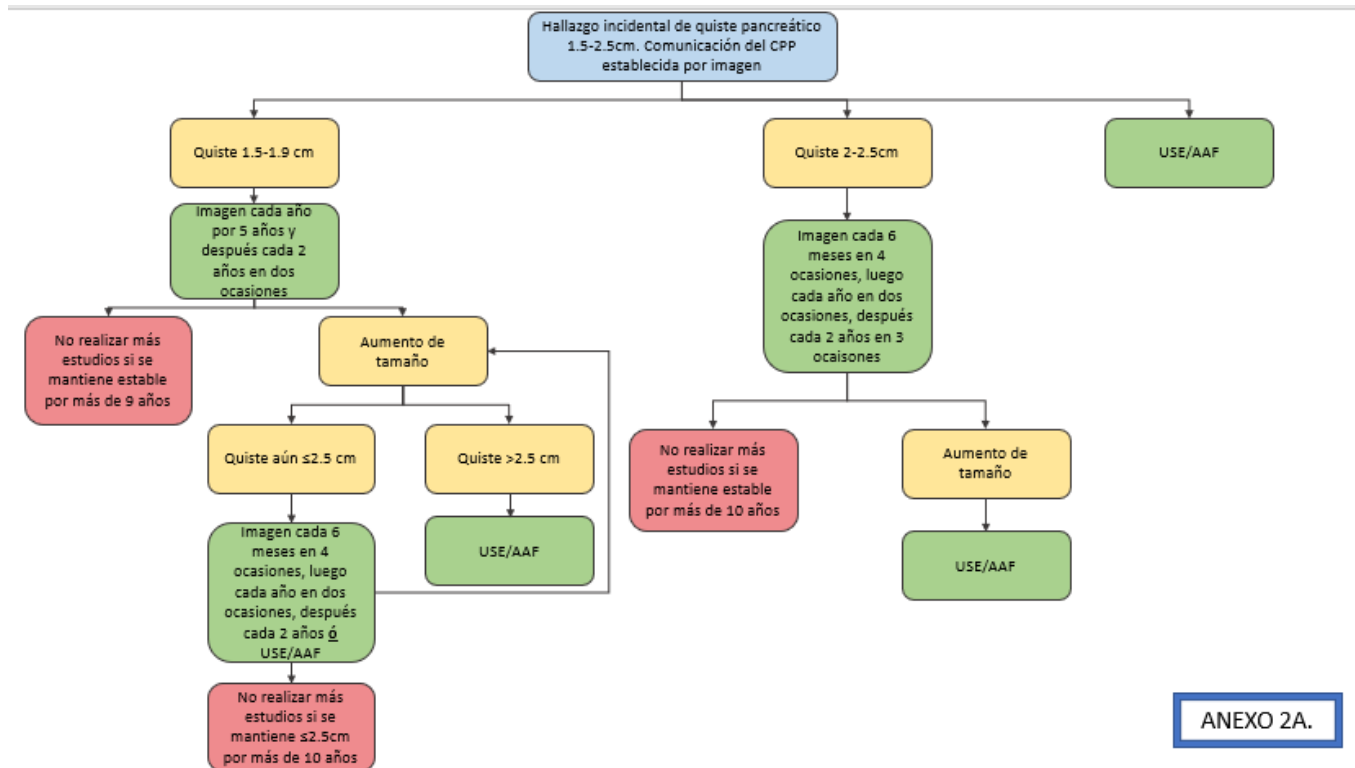 Hallazgo incidental de quiste pancreático
1.5-2.5cm. Comunicación del CPP
establecida por imagen
Quiste 1.5-1.9 cm
Quiste 2-2.5cm
USE/AAF
Imagen cada año
por 5 años y
después cada 2
años en dos
ocasiones
Imagen cada 6
meses en 4
ocasiones, luego
cada año en dos
ocasiones, después
cada 2 años en 3
ocaisones
No realizar más
estudios si se
mantiene estable
por más de 9 años
Aumento de
tamaño
Quiste aún ≤2.5 cm
Quiste >2.5 cm
No realizar más
estudios si se
mantiene estable
por más de 10 años
Aumento de
tamaño
Imagen cada 6
meses en 4
ocasiones, luego
cada año en dos
ocasiones, después
cada 2 años ó
USE/AAF
USE/AAF
USE/AAF
No realizar más
estudios si se
mantiene ≤2.5cm
por más de 10 años
ANEXO 2A.